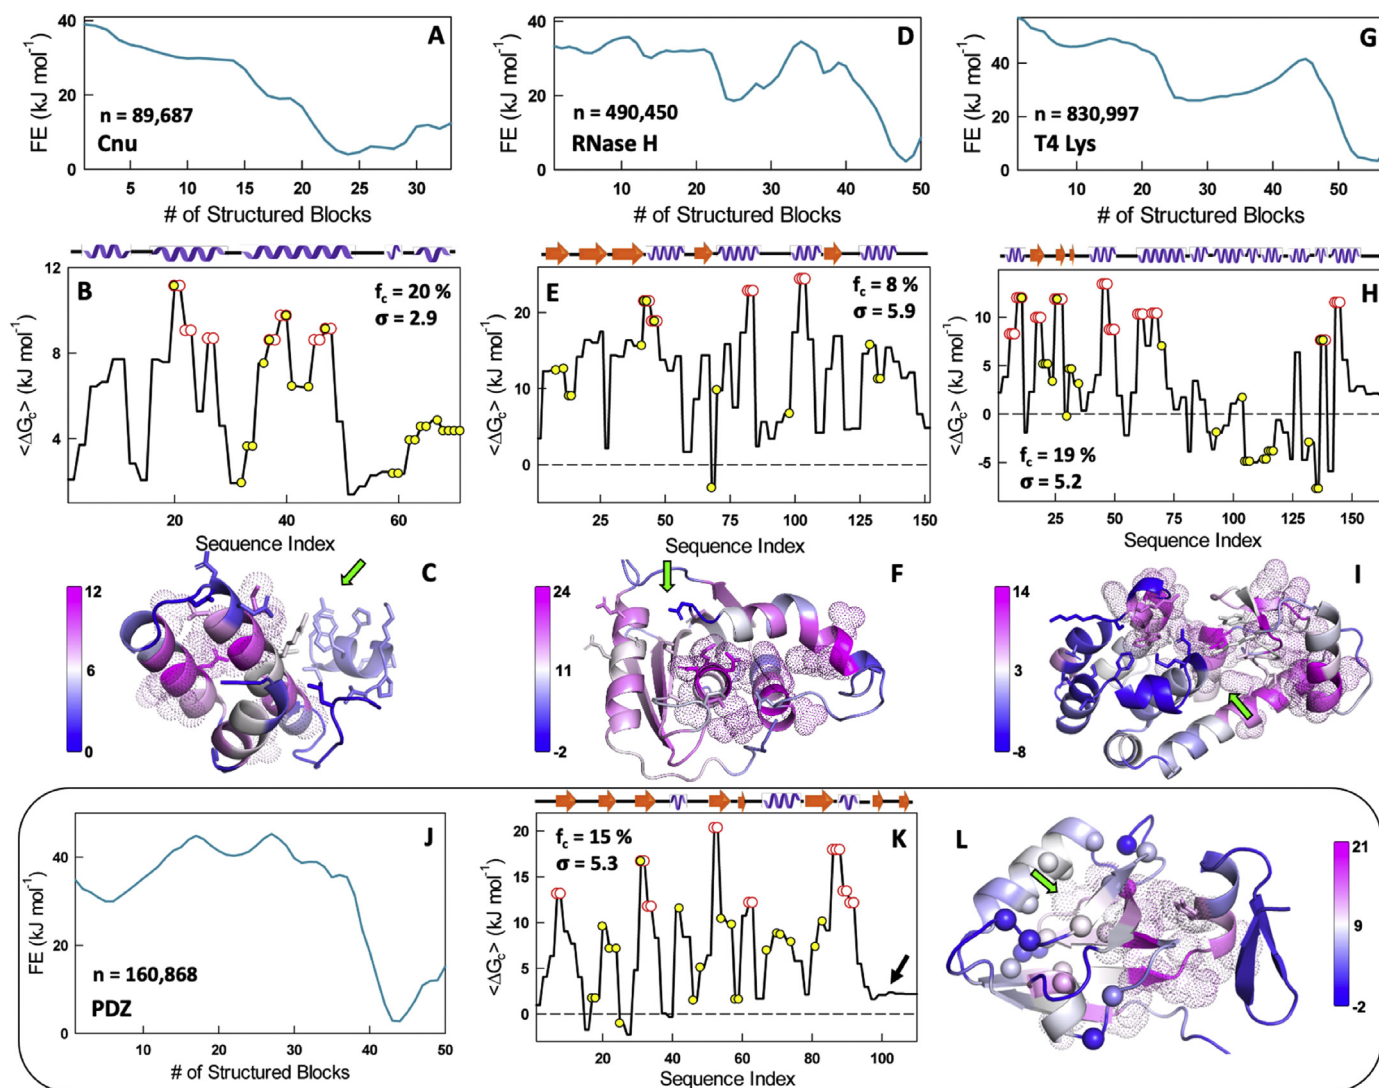 A
FE (kJ mol⁻¹)
40
20
0
n = 89,687
Cnu
5
10
15
20
25
30
# of Structured Blocks
D
FE (kJ mol⁻¹)
40
20
0
n = 490,450
RNase H
10
20
30
40
50
# of Structured Blocks
G
FE (kJ mol⁻¹)
40
20
0
n = 830,997
T4 Lys
10
20
30
40
50
# of Structured Blocks
B
<ΔG꜀> (kJ mol⁻¹)
12
8
4
f꜀ = 20 %
σ = 2.9
20
40
60
Sequence Index
E
<ΔG꜀> (kJ mol⁻¹)
20
10
0
f꜀ = 8 %
σ = 5.9
25
50
75
100
125
150
Sequence Index
H
<ΔG꜀> (kJ mol⁻¹)
10
5
0
-5
f꜀ = 19 %
σ = 5.2
25
50
75
100
125
150
Sequence Index
C
12
6
0
F
24
11
-2
I
14
3
-8
J
FE (kJ mol⁻¹)
40
20
0
n = 160,868
PDZ
10
20
30
40
50
# of Structured Blocks
K
<ΔG꜀> (kJ mol⁻¹)
20
15
10
5
0
f꜀ = 15 %
σ = 5.3
20
40
60
80
100
Sequence Index
L
21
9
-2